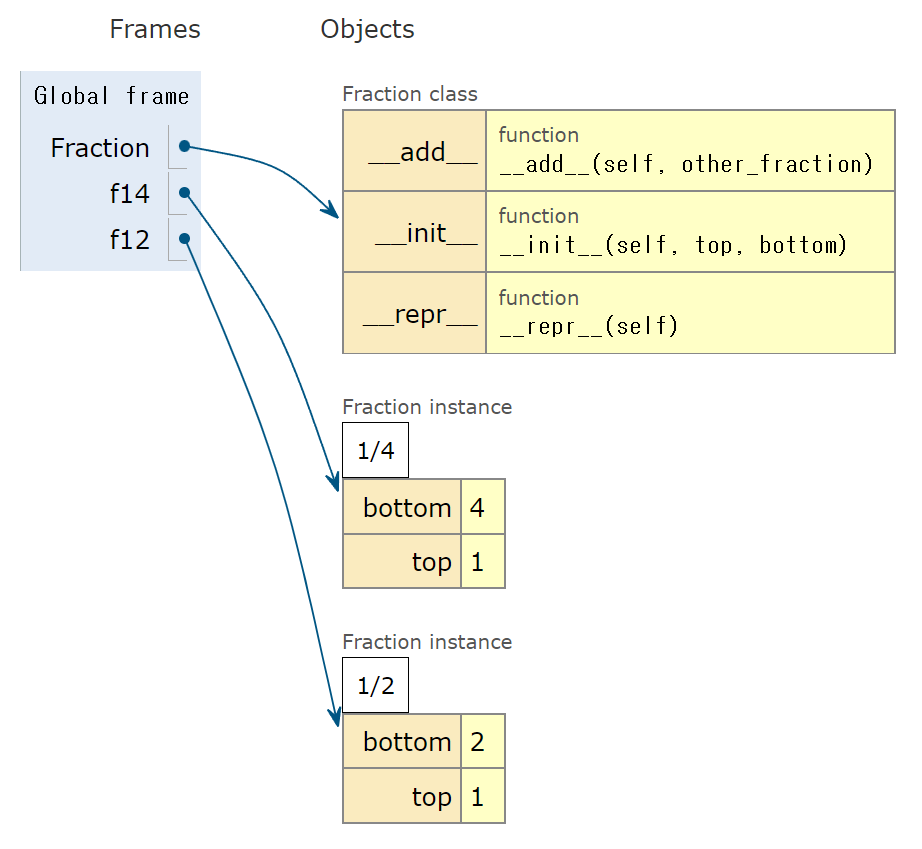 Frames Objects
Global frame
Fraction
f14
f12
Fraction class
__add__
function
__add__(self, other_fraction)
__init__
function
__init__(self, top, bottom)
__repr__
function
__repr__(self)
Fraction instance
1/4
bottom 4
top 1
Fraction instance
1/2
bottom 2
top 1